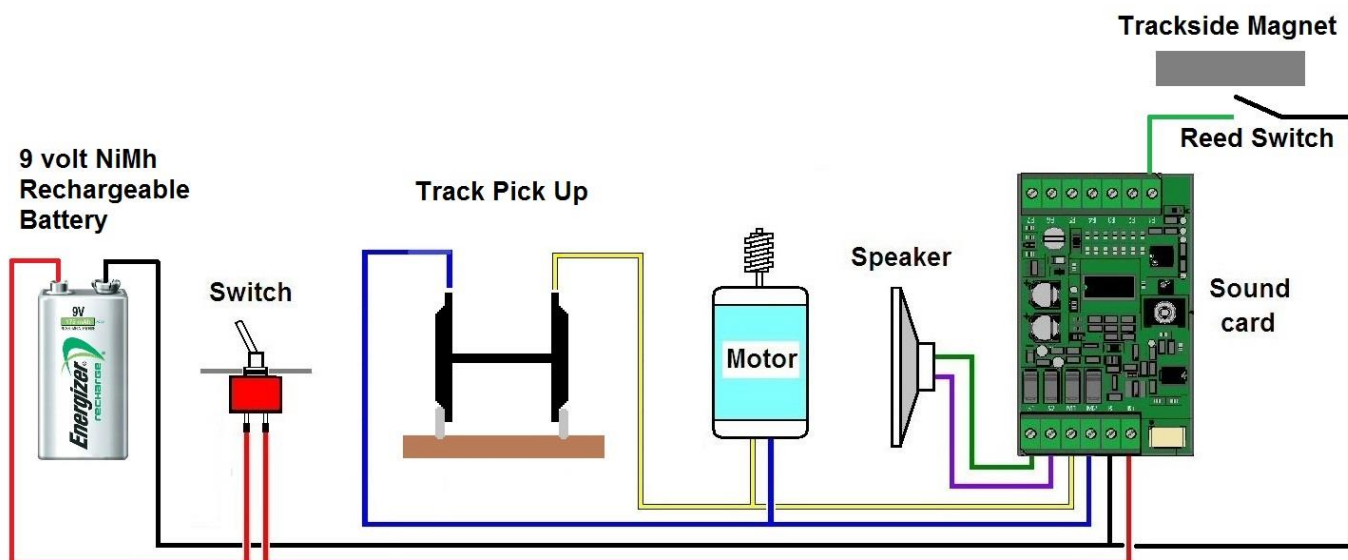 Trackside Magnet
Reed Switch
9 volt NiMh
Rechargeable
Battery
Track Pick Up
Switch
Speaker
Sound
card
Motor
9V
Energizer
RECHARGE